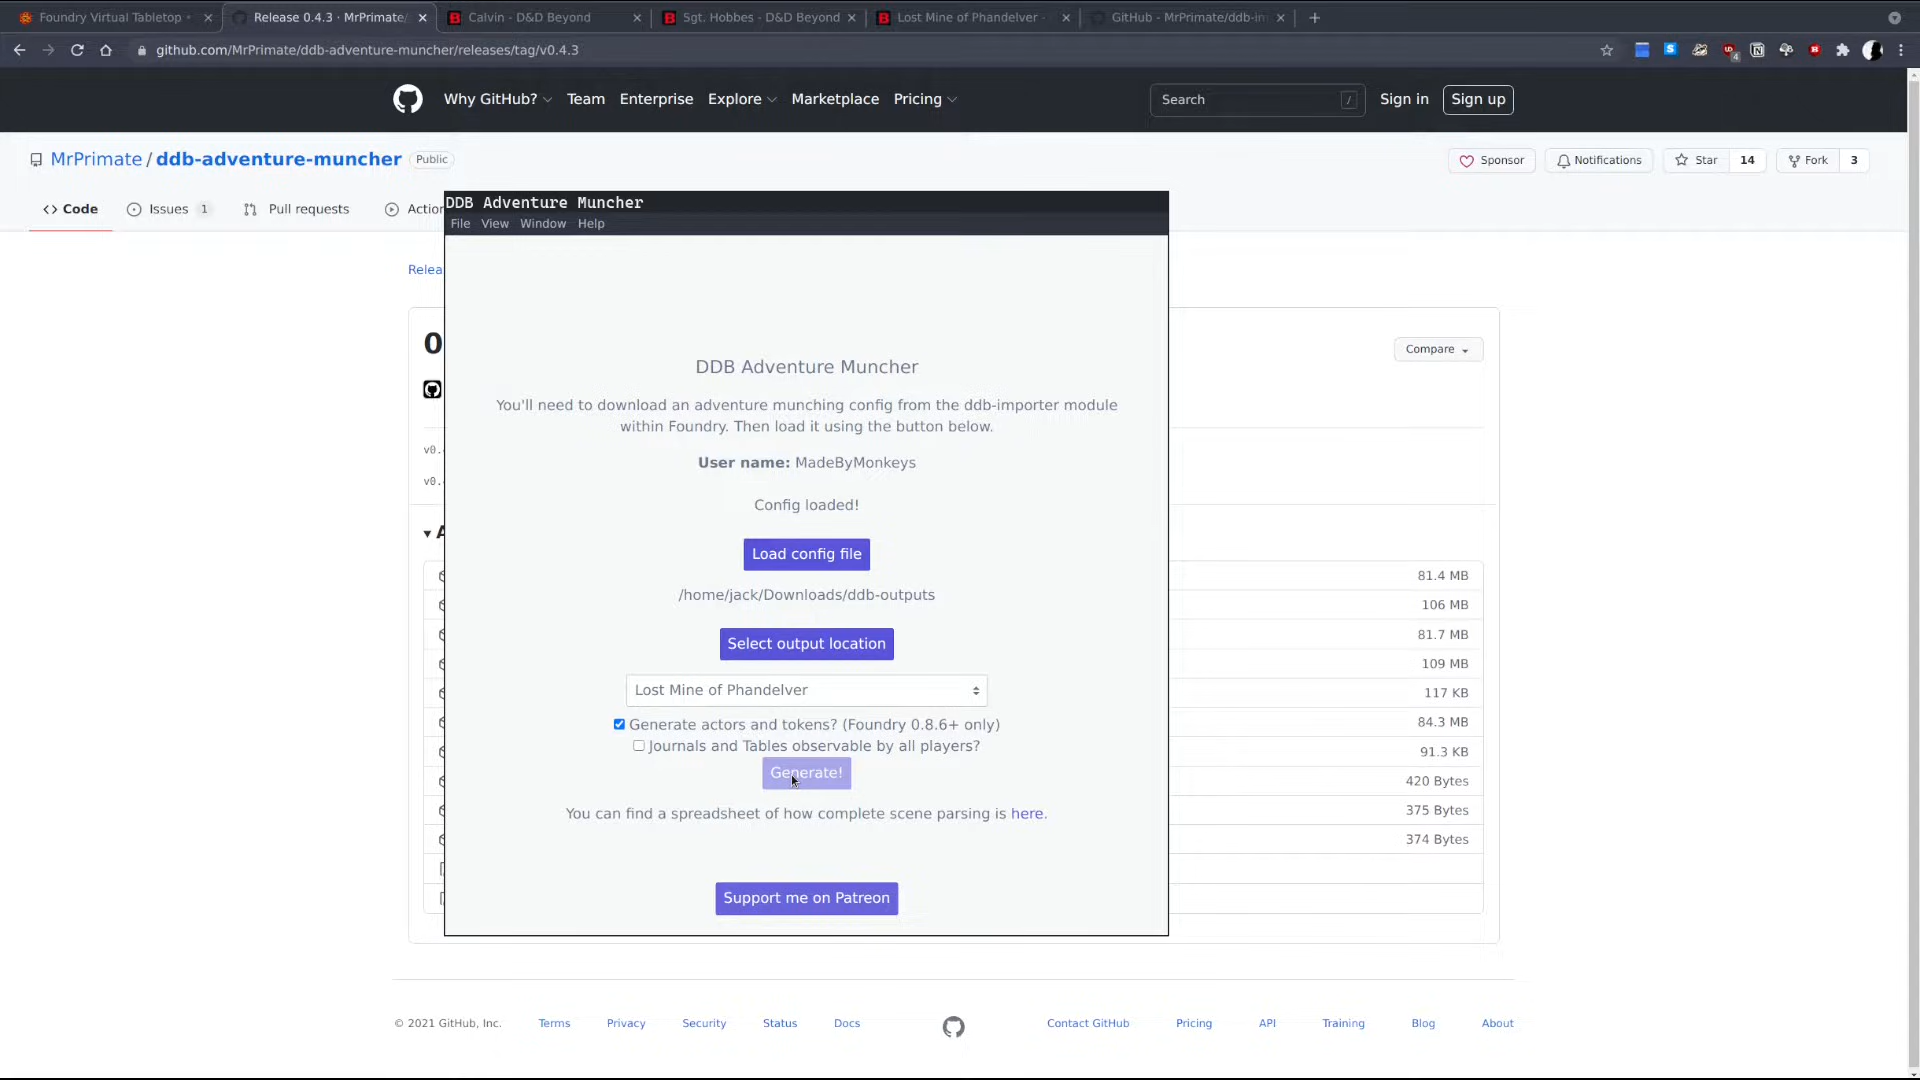 Foundry Virtual Tabletop
Release 0.4.3 · MrPrimate/
Calvin - D&D Beyond
Sgt. Hobbes - D&D Beyond
Lost Mine of Phandelver -
GitHub - MrPrimate/ddb-im
github.com/MrPrimate/ddb-adventure-muncher/releases/tag/v0.4.3
Why GitHub?
Team
Enterprise
Explore
Marketplace
Pricing
Search
/
Sign in
Sign up
MrPrimate / ddb-adventure-muncher
Public
Sponsor
Notifications
Star
14
Fork
3
Code
Issues
1
Pull requests
Action
DDB Adventure Muncher
File
View
Window
Help
Relea
0
Compare
DDB Adventure Muncher
You'll need to download an adventure munching config from the ddb-importer module
within Foundry. Then load it using the button below.
User name: MadeByMonkeys
Config loaded!
Load config file
/home/jack/Downloads/ddb-outputs
Select output location
Lost Mine of Phandelver
Generate actors and tokens? (Foundry 0.8.6+ only)
Journals and Tables observable by all players?
Generate!
You can find a spreadsheet of how complete scene parsing is here.
Support me on Patreon
81.4 MB
106 MB
81.7 MB
109 MB
117 KB
84.3 MB
91.3 KB
420 Bytes
375 Bytes
374 Bytes
© 2021 GitHub, Inc.
Terms
Privacy
Security
Status
Docs
Contact GitHub
Pricing
API
Training
Blog
About